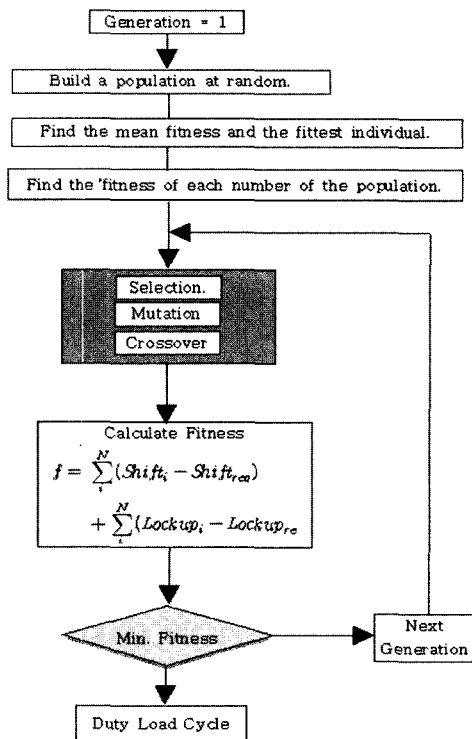 Generation = 1
Build a population at random.
Find the mean fitness and the fittest individual.
Find the 'fitness of each number of the population.
Selection.
Mutation
Crossover
Calculate Fitness
f = ∑_i^N (Shift_i − Shift_req)
+ ∑_i^N (Lockup_i − Lockup_re
Min. Fitness
Next
Generation
Duty Load Cycle